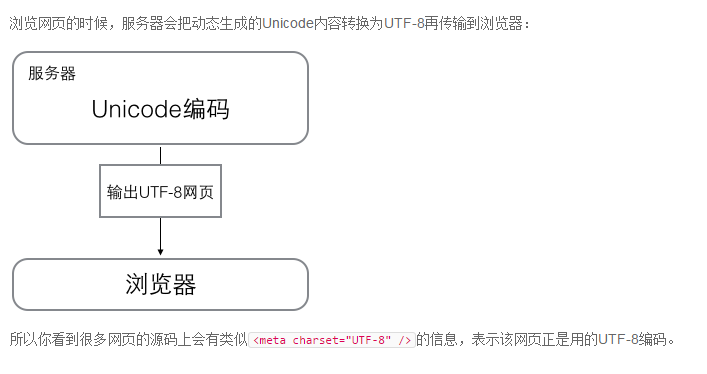 浏览网页的时候，服务器会把动态生成的Unicode内容转换为UTF-8再传输到浏览器：
服务器
Unicode编码
输出UTF-8网页
浏览器
所以你看到很多网页的源码上会有类似<meta charset="UTF-8" />的信息，表示该网页正是用的UTF-8编码。